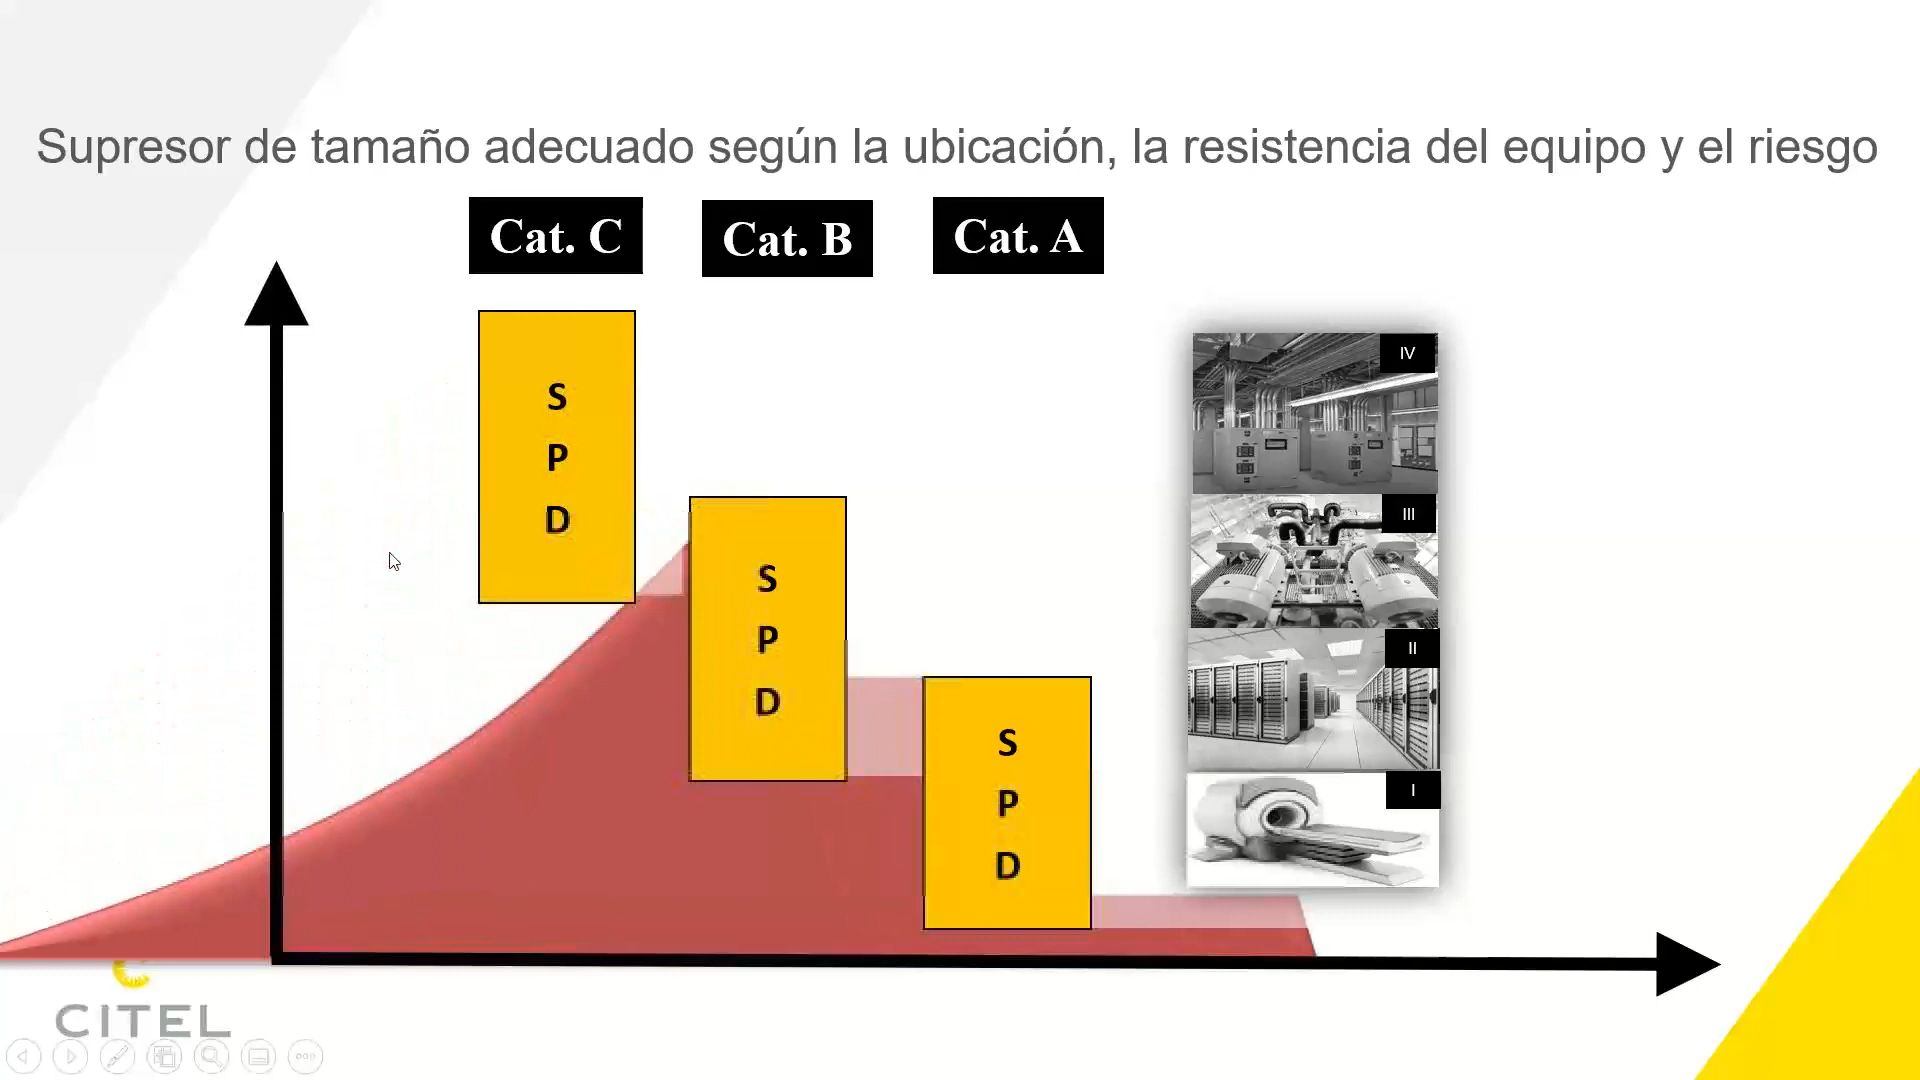 Supresor de tamaño adecuado según la ubicación, la resistencia del equipo y el riesgo
Cat. C
Cat. B
Cat. A
S
P
D
S
P
D
S
P
D
IV
III
II
I
CITEL